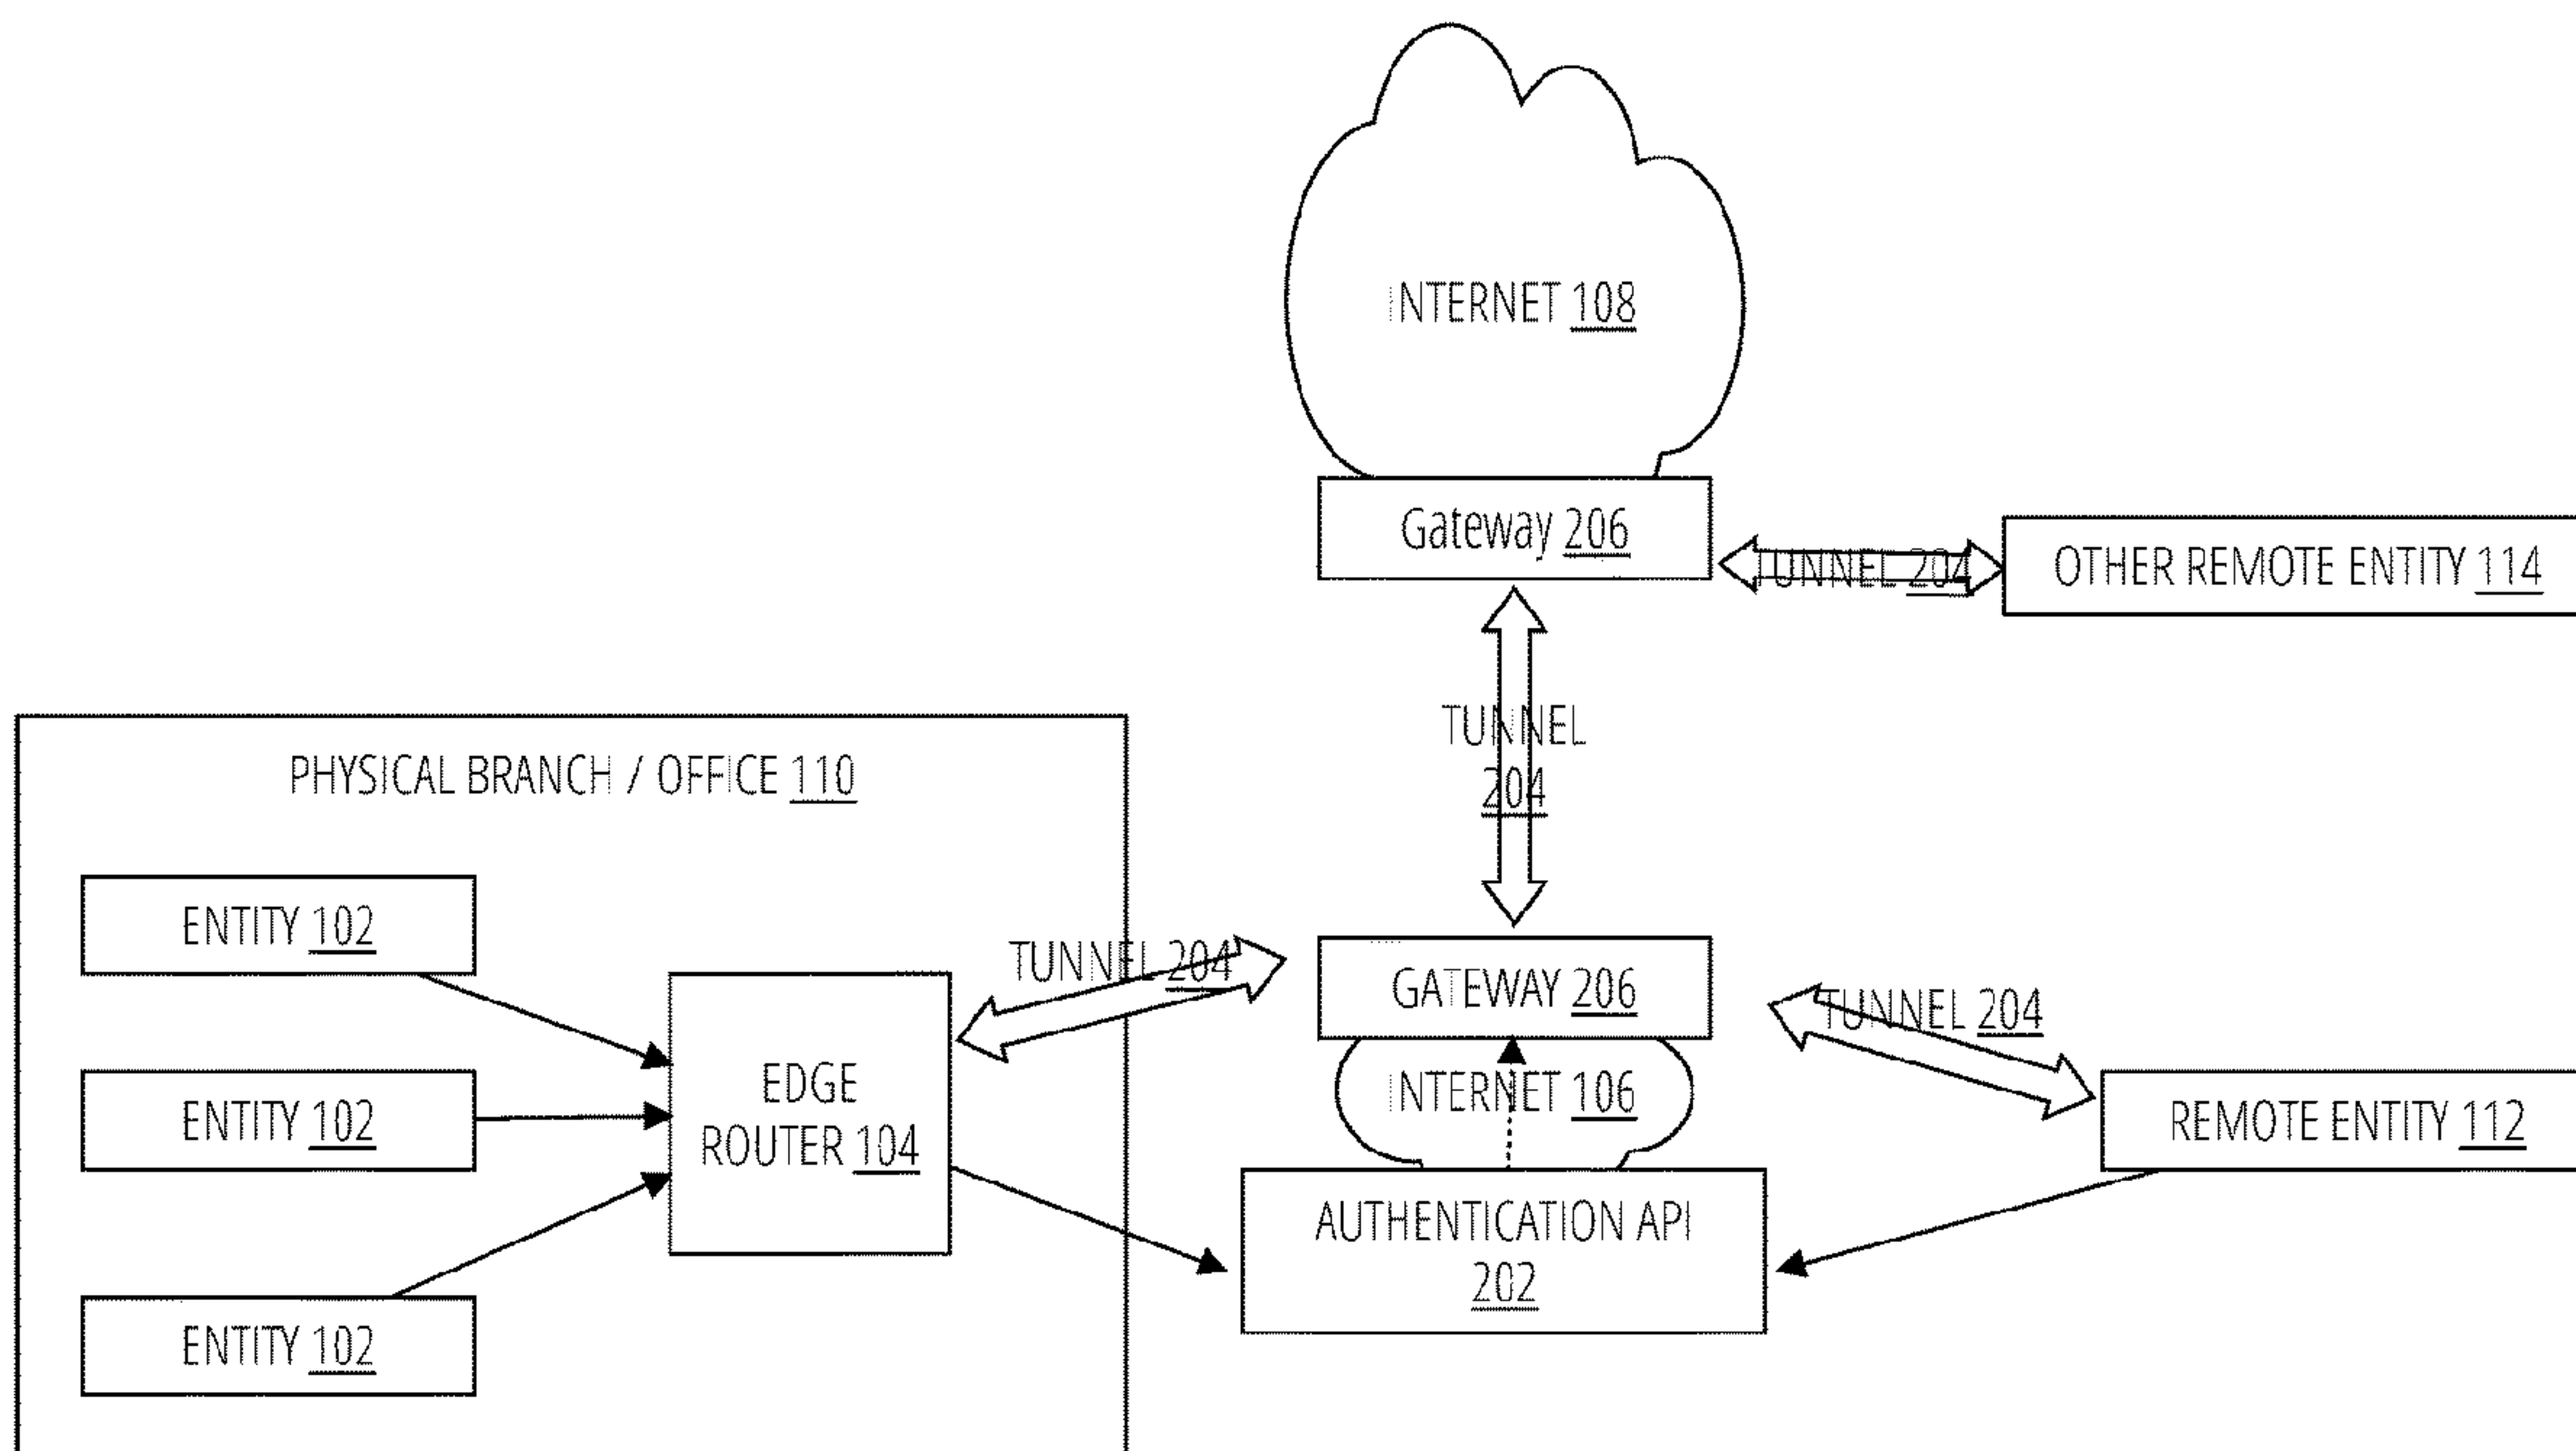 INTERNET 108
Gateway 206
TUNNEL 204
OTHER REMOTE ENTITY 114
TUNNEL
204
PHYSICAL BRANCH / OFFICE 110
ENTITY 102
ENTITY 102
ENTITY 102
EDGE
ROUTER 104
TUNNEL 204
GATEWAY 206
INTERNET 106
AUTHENTICATION API
202
TUNNEL 204
REMOTE ENTITY 112